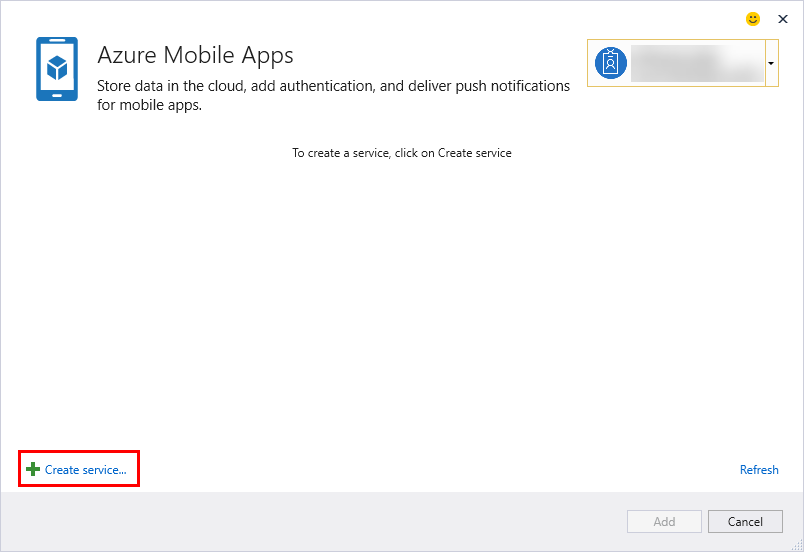 Azure Mobile Apps
Store data in the cloud, add authentication, and deliver push notifications
for mobile apps.
To create a service, click on Create service
Create service...
Refresh
Add
Cancel